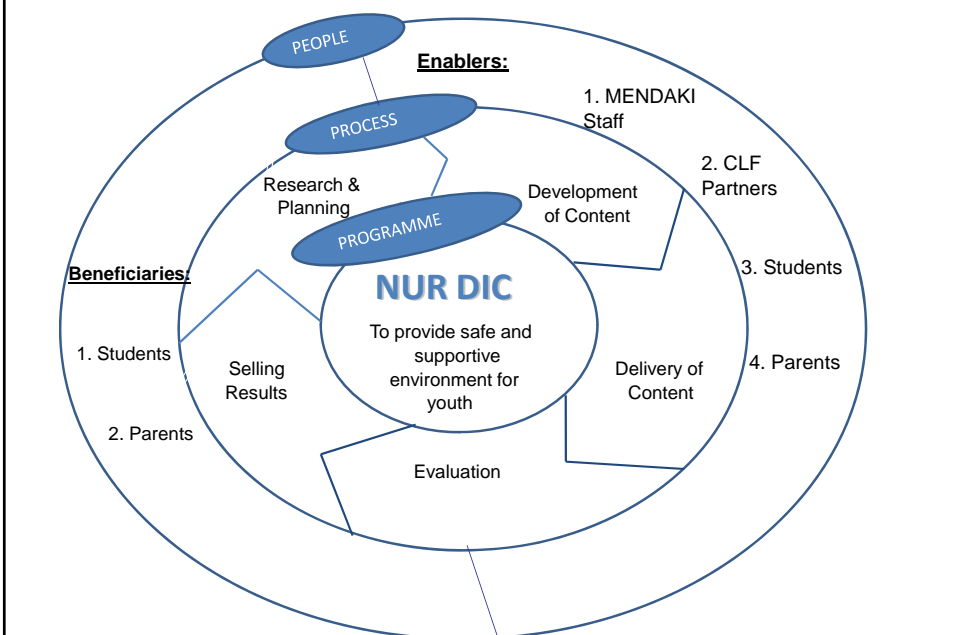 PEOPLE
Enablers:
1. MENDAKI
Staff
PROCESS
2. CLF
Partners
Research &
Planning
Development
of Content
PROGRAMME
3. Students
Beneficiaries:
NUR DIC
To provide safe and
supportive
environment for
youth
1. Students
4. Parents
Selling
Results
Delivery of
Content
2. Parents
Evaluation